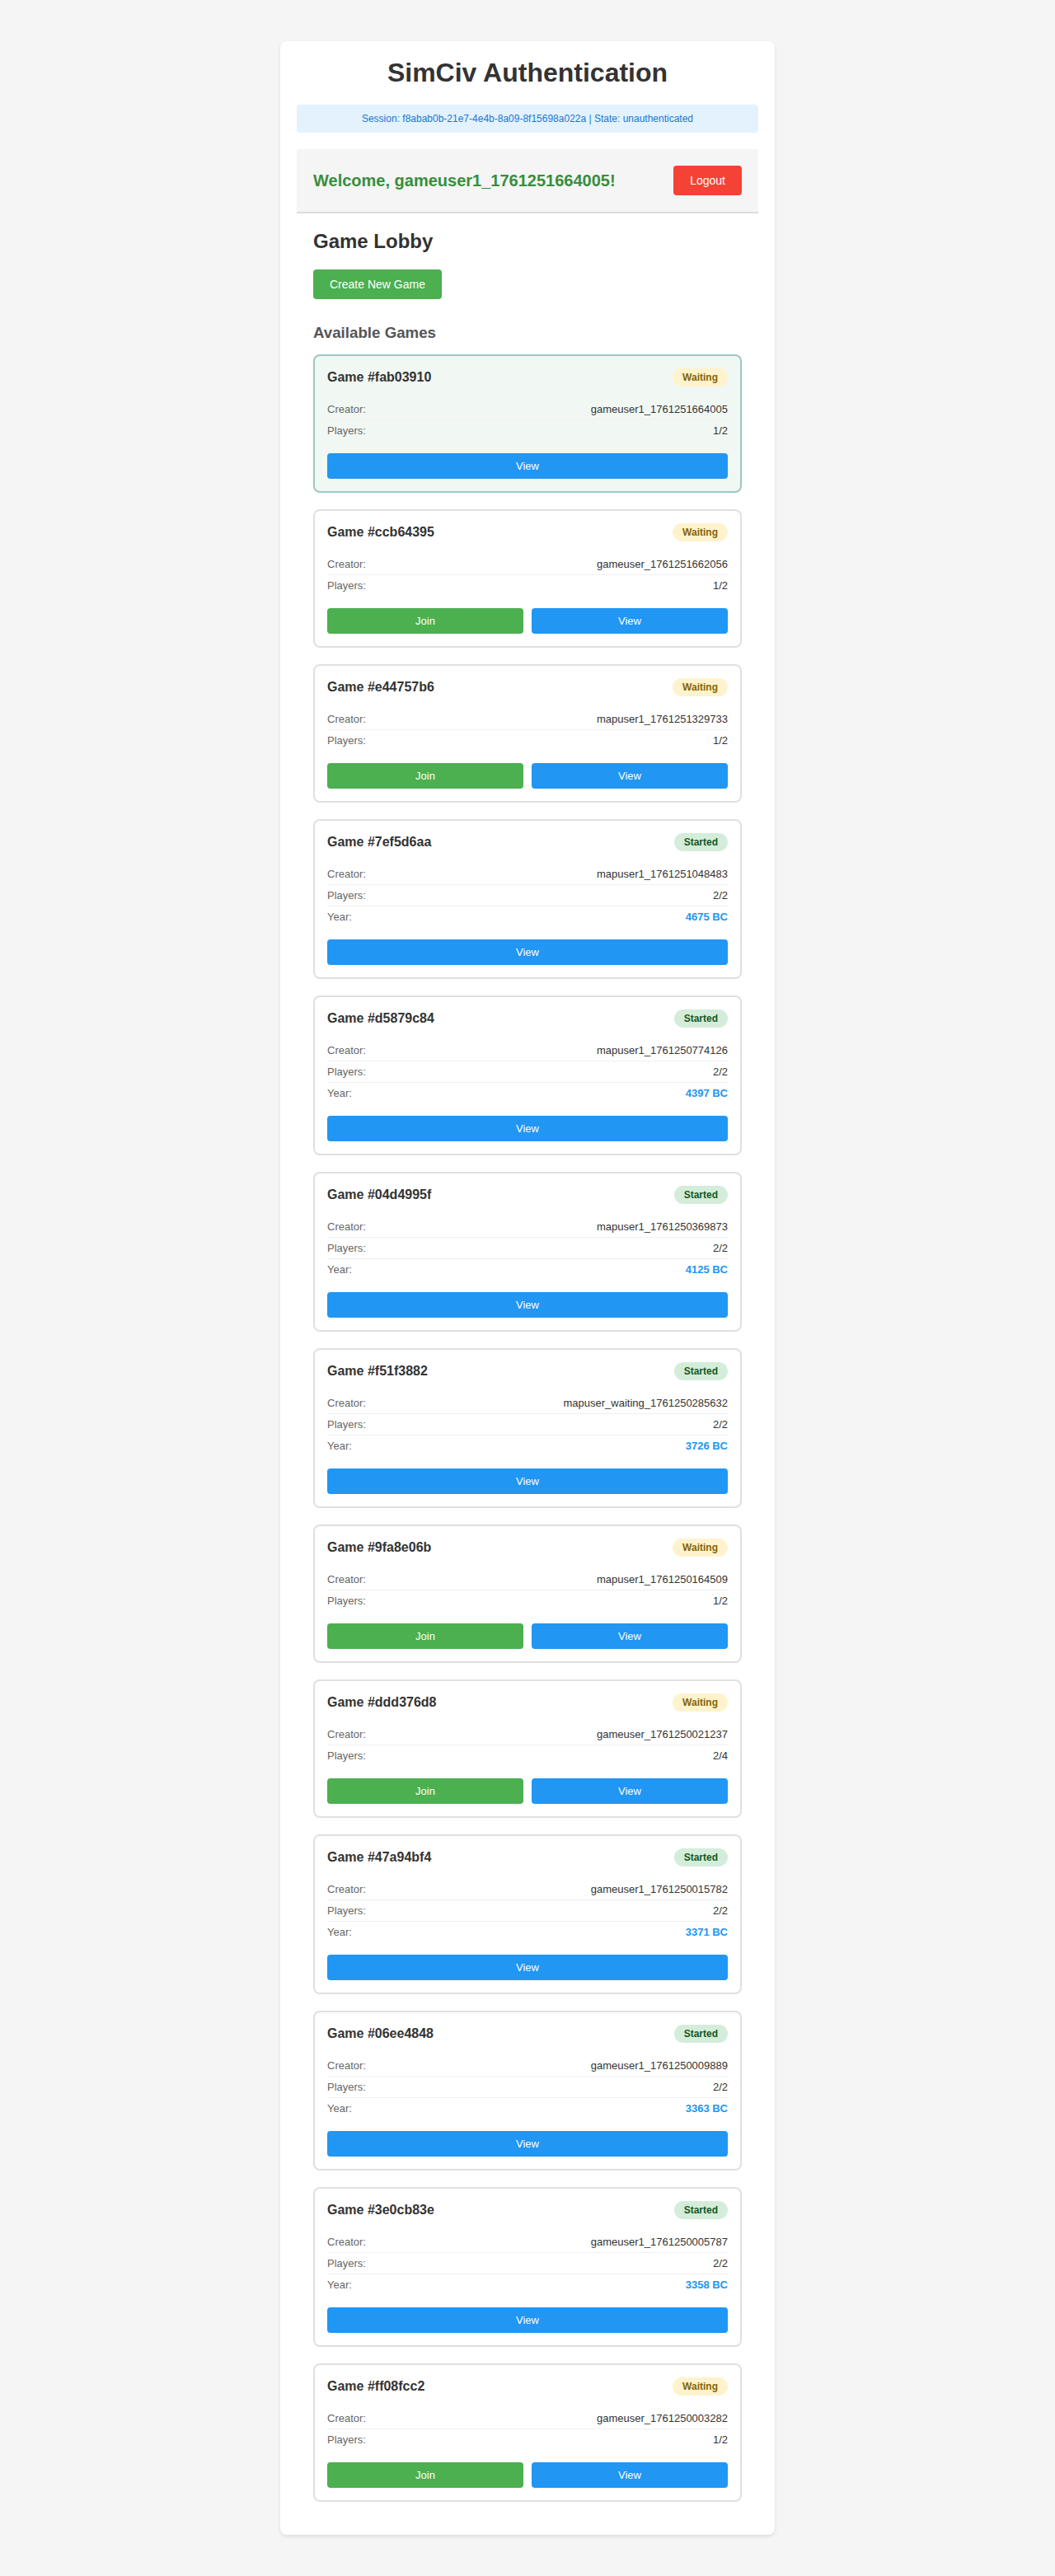 SimCiv Authentication
Session: f8abab0b-21e7-4e4b-8a09-8f15698a022a | State: unauthenticated
Welcome, gameuser1_1761251664005!
Logout
Game Lobby
Create New Game
Available Games
Game #fab03910 Waiting
Creator: gameuser1_1761251664005
Players: 1/2
View
Game #ccb64395 Waiting
Creator: gameuser_1761251662056
Players: 1/2
Join View
Game #e44757b6 Waiting
Creator: mapuser1_1761251329733
Players: 1/2
Join View
Game #7ef5d6aa Started
Creator: mapuser1_1761251048483
Players: 2/2
Year: 4675 BC
View
Game #d5879c84 Started
Creator: mapuser1_1761250774126
Players: 2/2
Year: 4397 BC
View
Game #04d4995f Started
Creator: mapuser1_1761250369873
Players: 2/2
Year: 4125 BC
View
Game #f51f3882 Started
Creator: mapuser_waiting_1761250285632
Players: 2/2
Year: 3726 BC
View
Game #9fa8e06b Waiting
Creator: mapuser1_1761250164509
Players: 1/2
Join View
Game #ddd376d8 Waiting
Creator: gameuser_1761250021237
Players: 2/4
Join View
Game #47a94bf4 Started
Creator: gameuser1_1761250015782
Players: 2/2
Year: 3371 BC
View
Game #06ee4848 Started
Creator: gameuser1_1761250009889
Players: 2/2
Year: 3363 BC
View
Game #3e0cb83e Started
Creator: gameuser1_1761250005787
Players: 2/2
Year: 3358 BC
View
Game #ff08fcc2 Waiting
Creator: gameuser_1761250003282
Players: 1/2
Join View